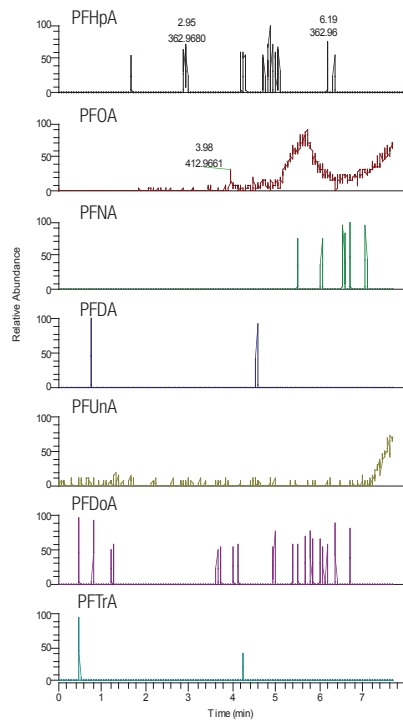 PFHpA
2.95
362.9680
6.19
362.96
100
50
0
PFOA
3.98
412.9661
100
50
0
PFNA
100
50
0
PFDA
100
50
0
PFUnA
100
50
0
PFDoA
100
50
0
PFTrA
100
50
0
Relative Abundance
0 1 2 3 4 5 6 7
Time (min)